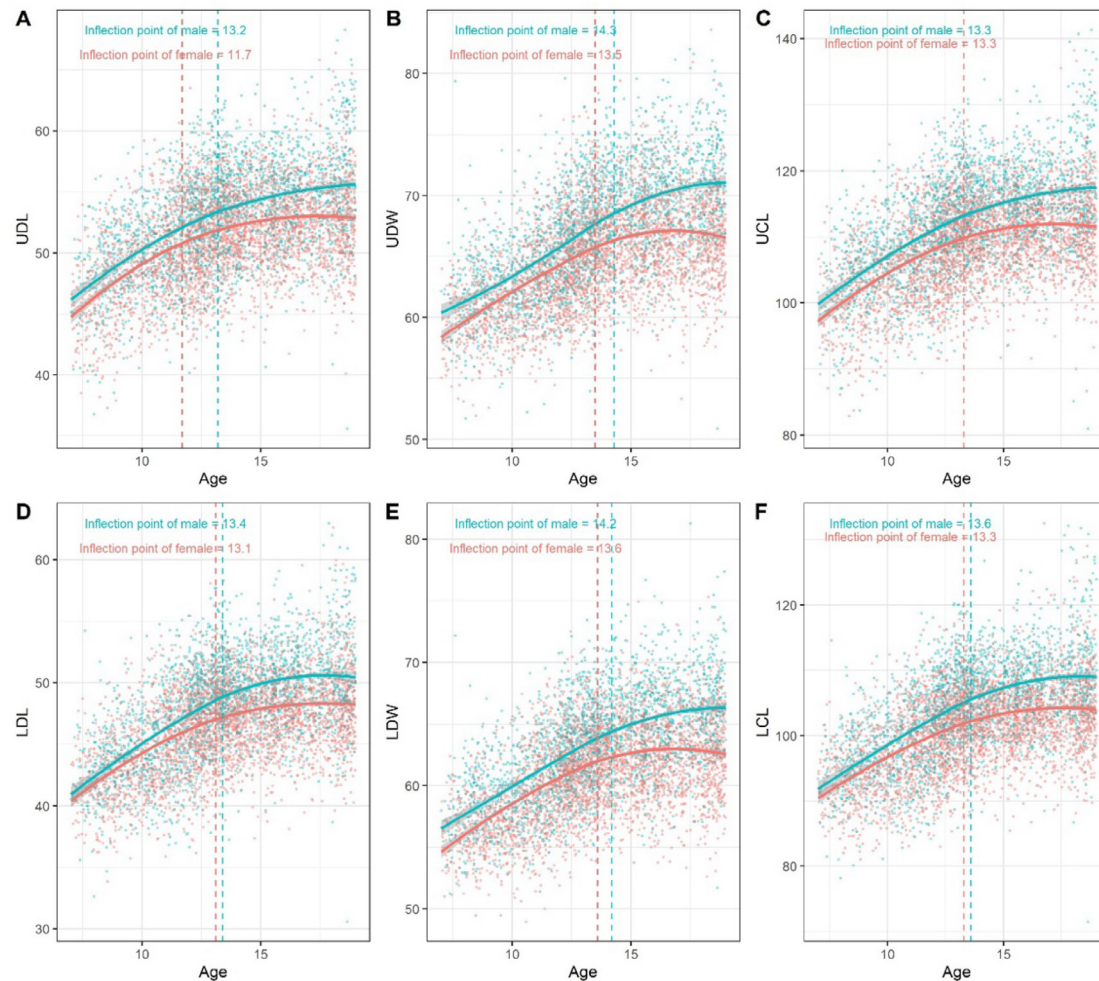 A
Inflection point of male = 13.2
Inflection point of female = 11.7
60
50
40
UDL
10
15
Age
B
Inflection point of male = 14.3
Inflection point of female = 13.5
80
70
60
50
UDW
10
15
Age
C
Inflection point of male = 13.3
Inflection point of female = 13.3
140
120
100
80
UCL
10
15
Age
D
Inflection point of male = 13.4
Inflection point of female = 13.1
60
50
40
30
LDL
10
15
Age
E
Inflection point of male = 14.2
Inflection point of female = 13.6
80
70
60
50
LDW
10
15
Age
F
Inflection point of male = 13.6
Inflection point of female = 13.3
120
100
80
LCL
10
15
Age